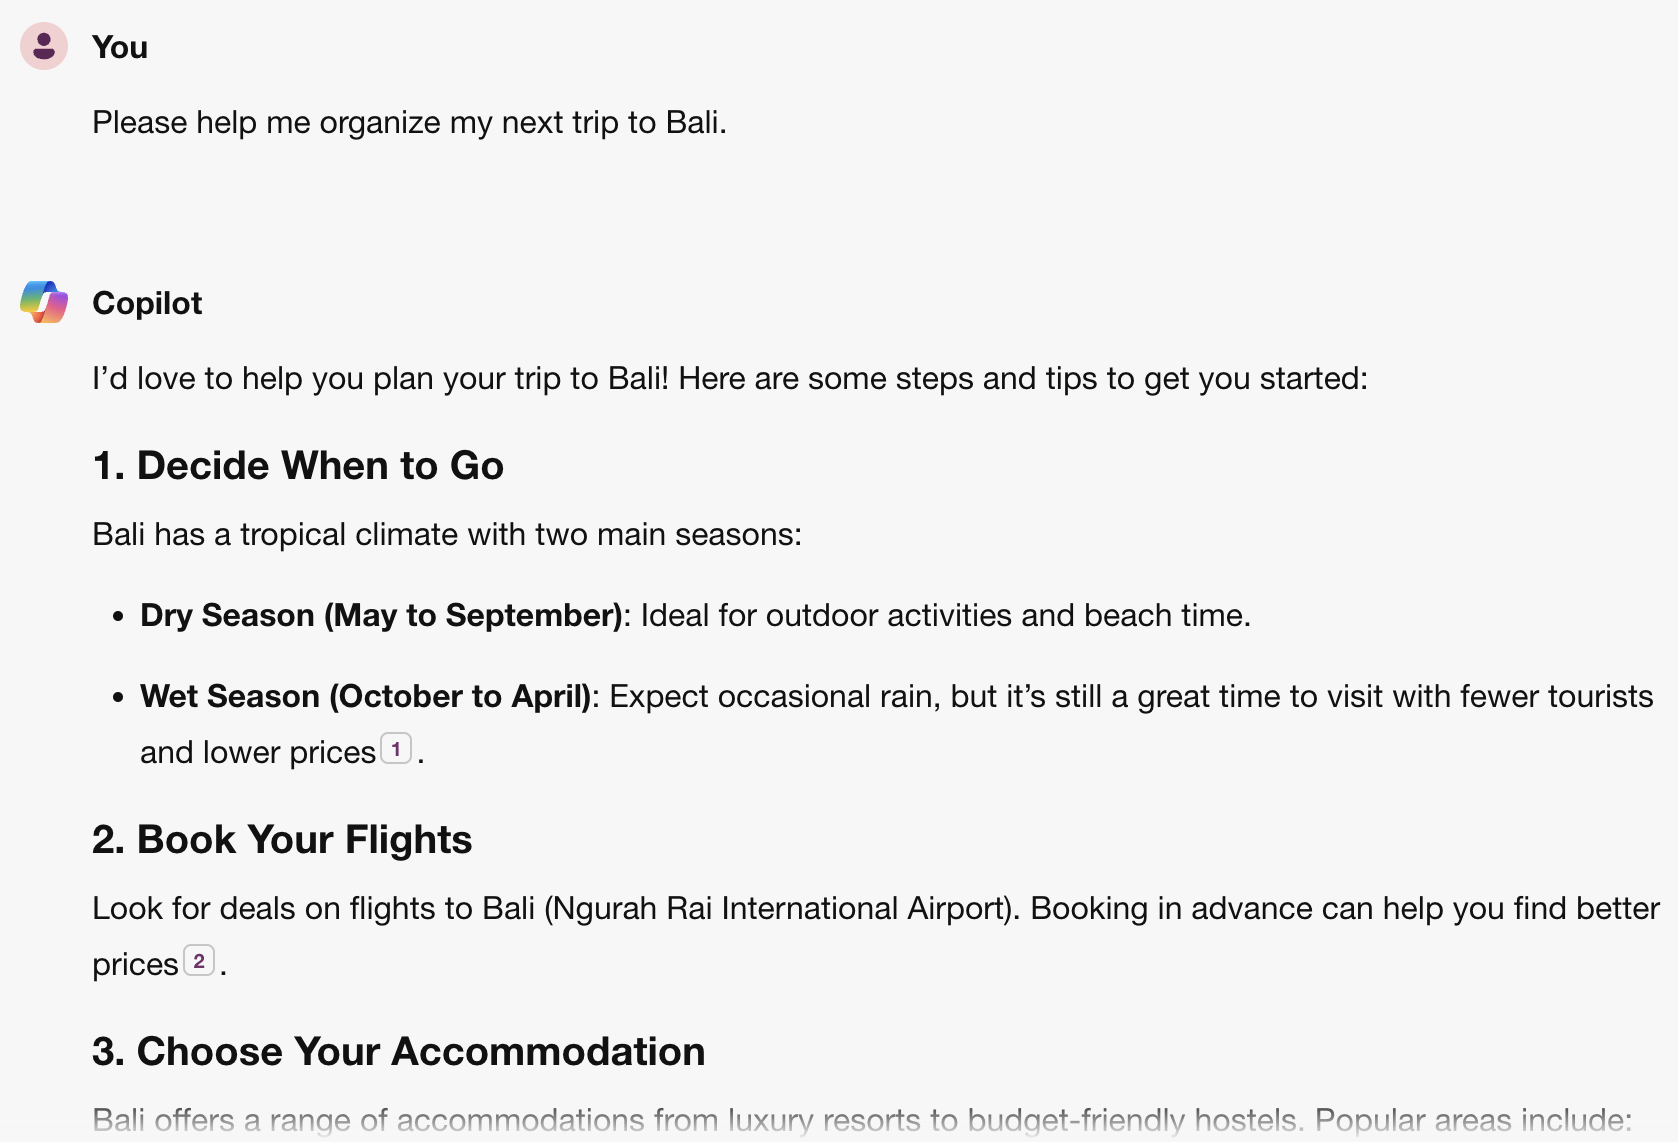 You
Please help me organize my next trip to Bali.
Copilot
I’d love to help you plan your trip to Bali! Here are some steps and tips to get you started:
1. Decide When to Go
Bali has a tropical climate with two main seasons:
• Dry Season (May to September): Ideal for outdoor activities and beach time.
• Wet Season (October to April): Expect occasional rain, but it’s still a great time to visit with fewer tourists
and lower prices 1 .
2. Book Your Flights
Look for deals on flights to Bali (Ngurah Rai International Airport). Booking in advance can help you find better
prices 2 .
3. Choose Your Accommodation
Bali offers a range of accommodations from luxury resorts to budget-friendly hostels. Popular areas include: